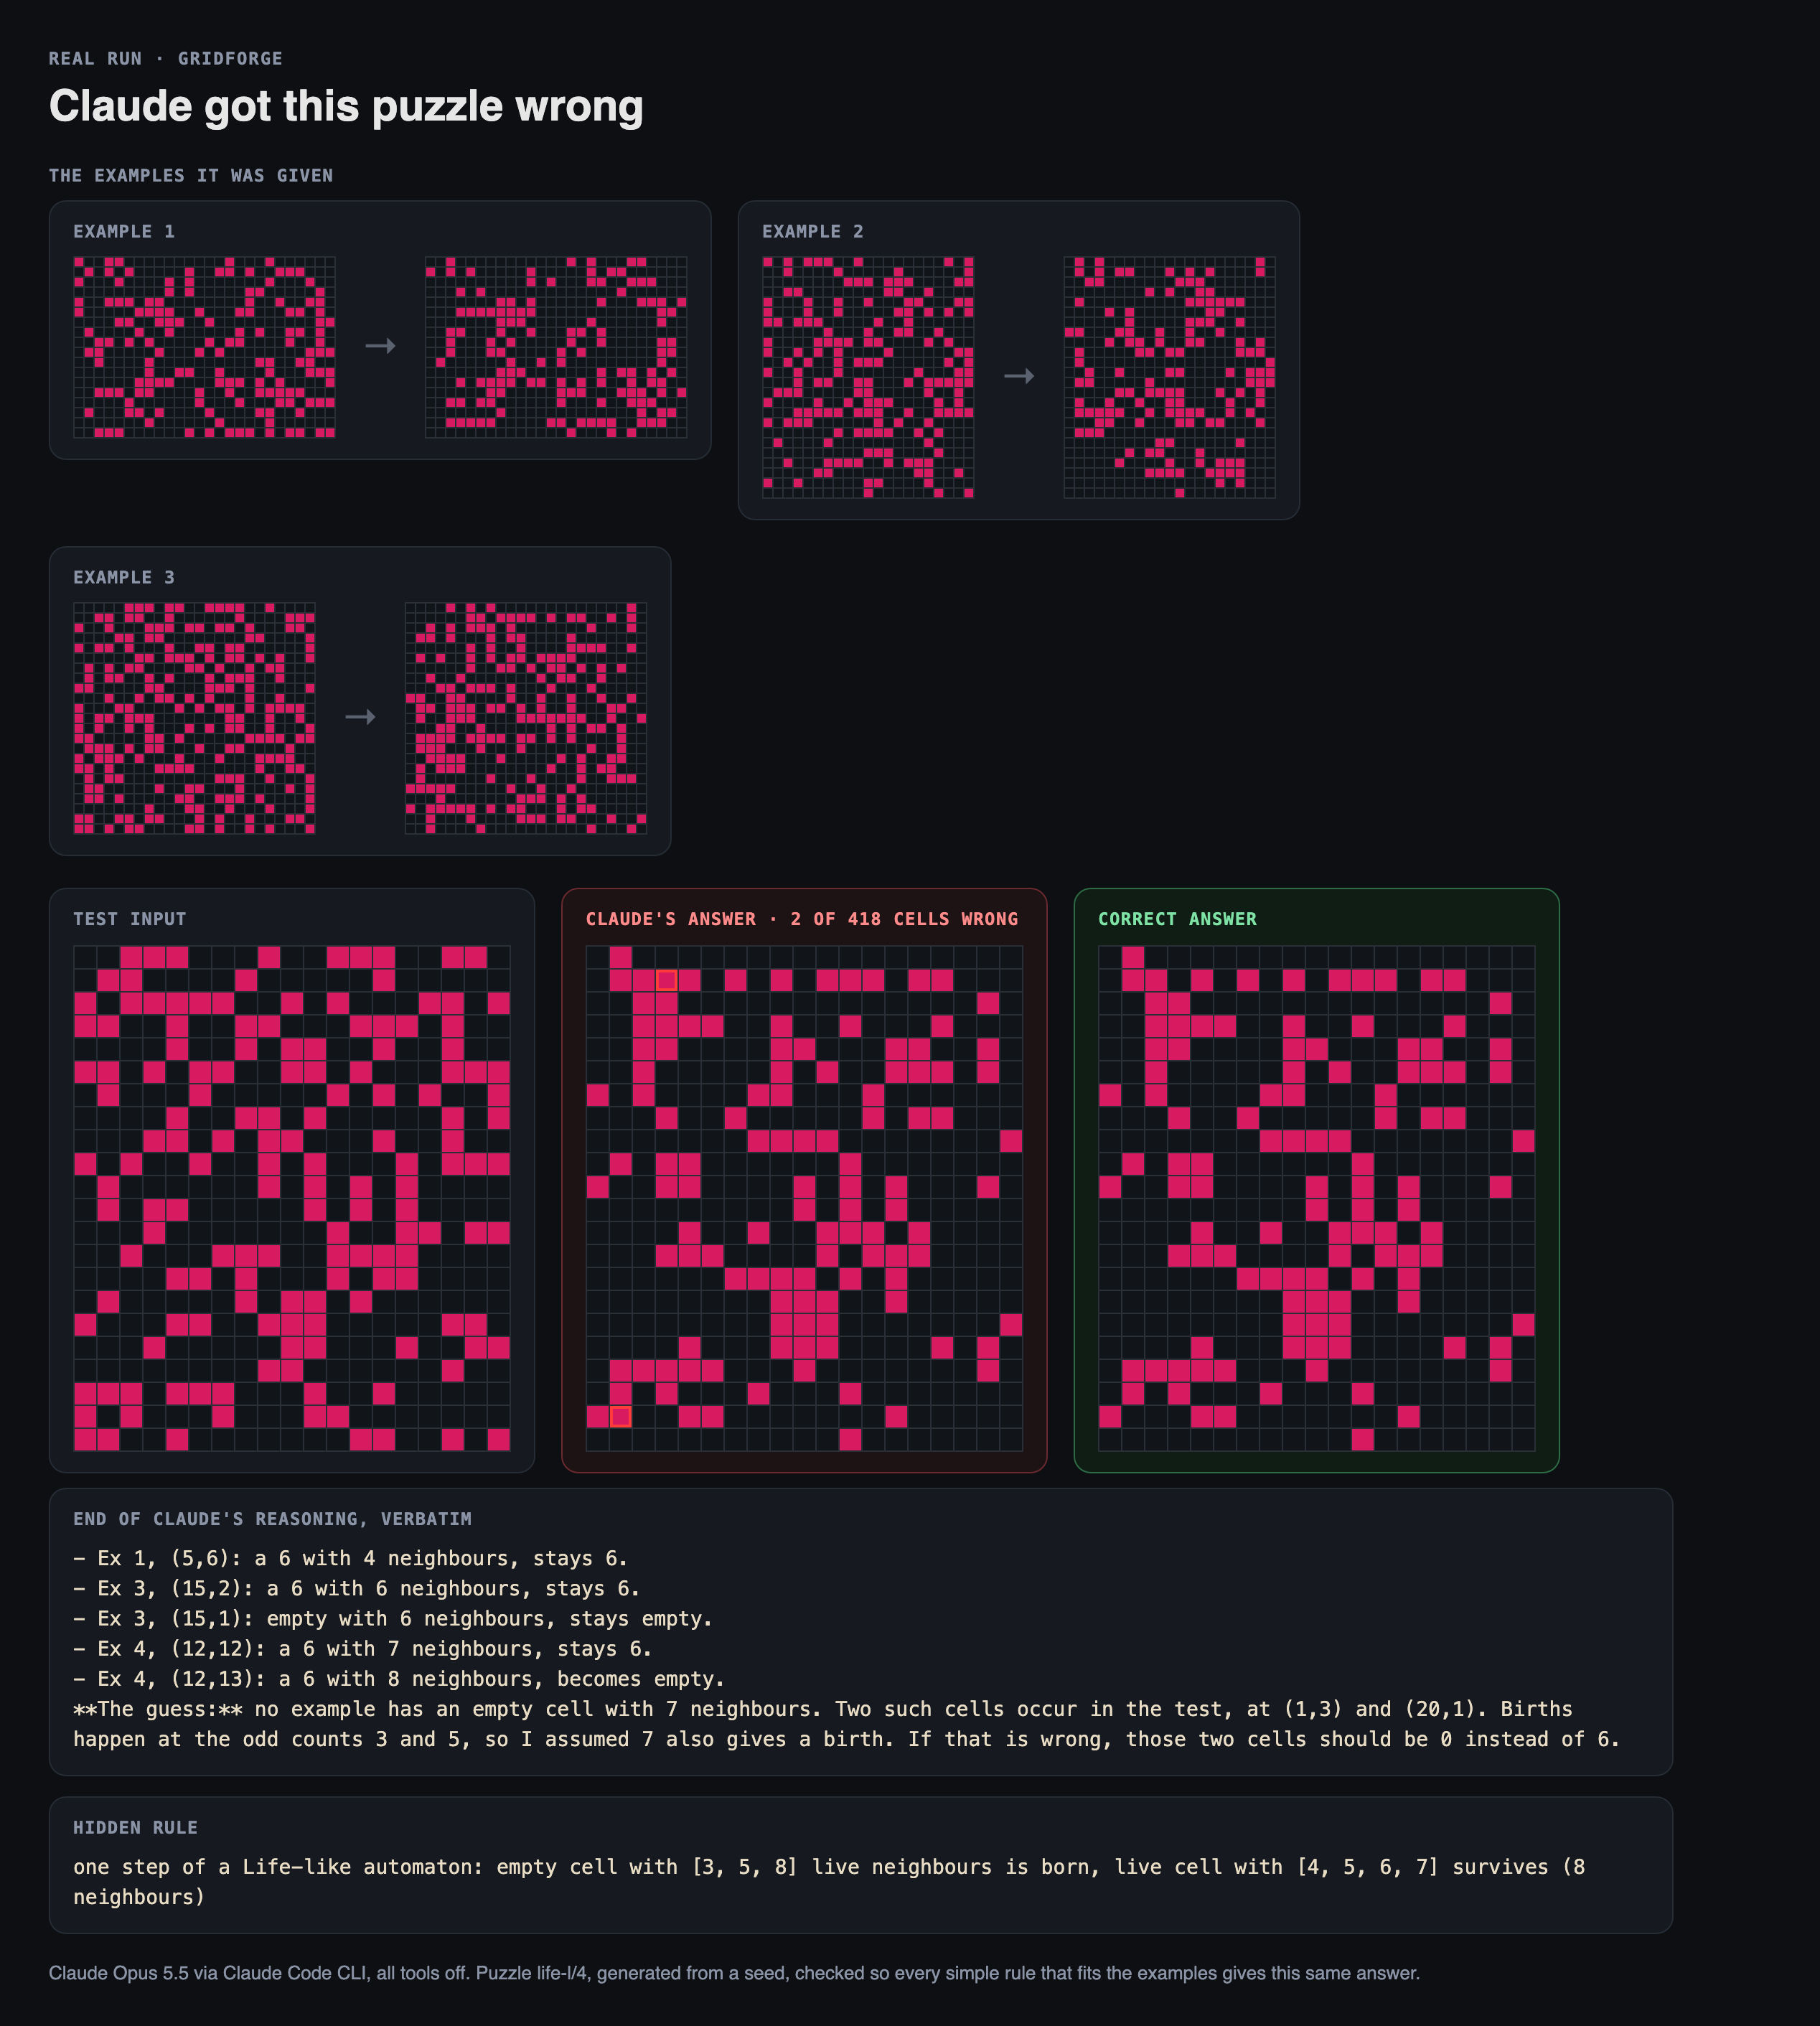 REAL RUN · GRIDFORGE
Claude got this puzzle wrong
THE EXAMPLES IT WAS GIVEN
EXAMPLE 1
EXAMPLE 2
EXAMPLE 3
TEST INPUT
CLAUDE'S ANSWER · 2 OF 418 CELLS WRONG
CORRECT ANSWER
END OF CLAUDE'S REASONING, VERBATIM
— Ex 1, (5,6): a 6 with 4 neighbours, stays 6.
— Ex 3, (15,2): a 6 with 6 neighbours, stays 6.
— Ex 3, (15,1): empty with 6 neighbours, stays empty.
— Ex 4, (12,12): a 6 with 7 neighbours, stays 6.
— Ex 4, (12,13): a 6 with 8 neighbours, becomes empty.
**The guess:** no example has an empty cell with 7 neighbours. Two such cells occur in the test, at (1,3) and (20,1). Births
happen at the odd counts 3 and 5, so I assumed 7 also gives a birth. If that is wrong, those two cells should be 0 instead of 6.
HIDDEN RULE
one step of a Life-like automaton: empty cell with [3, 5, 8] live neighbours is born, live cell with [4, 5, 6, 7] survives (8
neighbours)
Claude Opus 5.5 via Claude Code CLI, all tools off. Puzzle life-l/4, generated from a seed, checked so every simple rule that fits the examples gives this same answer.